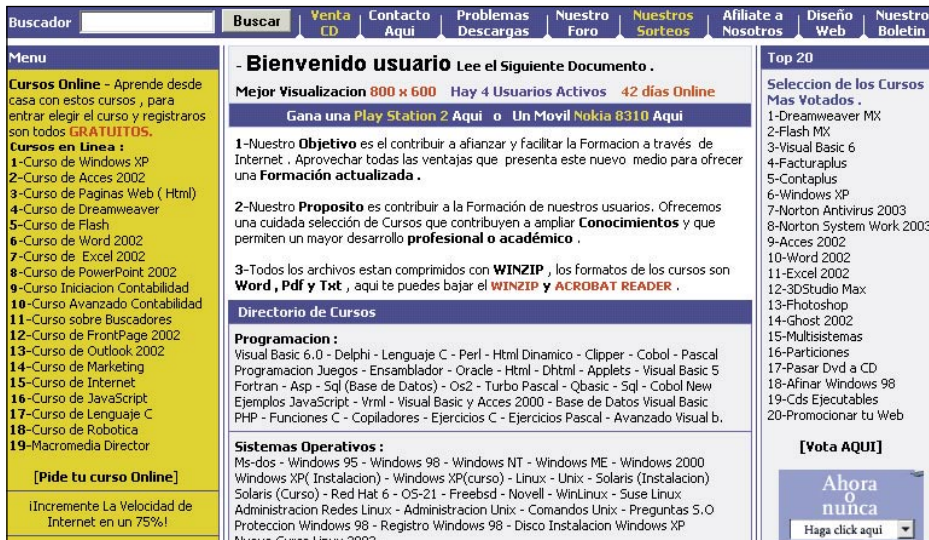 Buscador
Buscar
Venta CD
Contacto Aqui
Problemas Descargas
Nuestro Foro
Nuestros Sorteos
Afiliate a Nosotros
Diseño Web
Nuestro Boletin
Menu
Cursos Online - Aprende desde
casa con estos cursos , para
entrar elegir el curso y registraros
son todos GRATUITOS.
Cursos en Linea :
1-Curso de Windows XP
2-Curso de Acces 2002
3-Curso de Paginas Web ( Html)
4-Curso de Dreamweaver
5-Curso de Flash
6-Curso de Word 2002
7-Curso de Excel 2002
8-Curso de PowerPoint 2002
9-Curso Iniciacion Contabilidad
10-Curso Avanzado Contabilidad
11-Curso sobre Buscadores
12-Curso de FrontPage 2002
13-Curso de Outlook 2002
14-Curso de Marketing
15-Curso de Internet
16-Curso de JavaScript
17-Curso de Lenguaje C
18-Curso de Robotica
19-Macromedia Director
[Pide tu curso Online]
¡Incremente La Velocidad de
Internet en un 75%!
- Bienvenido usuario Lee el Siguiente Documento .
Mejor Visualizacion 800 x 600 Hay 4 Usuarios Activos 42 días Online
Gana una Play Station 2 Aqui o Un Movil Nokia 8310 Aqui
1-Nuestro Objetivo es el contribuir a afianzar y facilitar la Formacion a través de
Internet . Aprovechar todas las ventajas que presenta este nuevo medio para ofrecer
una Formación actualizada .
2-Nuestro Proposito es contribuir a la Formación de nuestros usuarios. Ofrecemos
una cuidada selección de Cursos que contribuyen a ampliar Conocimientos y que
permiten un mayor desarrollo profesional o académico .
3-Todos los archivos estan comprimidos con WINZIP , los formatos de los cursos son
Word , Pdf y Txt , aqui te puedes bajar el WINZIP y ACROBAT READER .
Directorio de Cursos
Programacion :
Visual Basic 6.0 - Delphi - Lenguaje C - Perl - Html Dinamico - Clipper - Cobol - Pascal
Programacion Juegos - Ensamblador - Oracle - Html - Dhtml - Applets - Visual Basic 5
Fortran - Asp - Sql (Base de Datos) - Os2 - Turbo Pascal - Qbasic - Sql - Cobol New
Ejemplos JavaScript - Vrml - Visual Basic y Acces 2000 - Base de Datos Visual Basic
PHP - Funciones C - Copiladores - Ejercicios C - Ejercicios Pascal - Avanzado Visual b.
Sistemas Operativos :
Ms-dos - Windows 95 - Windows 98 - Windows NT - Windows ME - Windows 2000
Windows XP( Instalacion) - Windows XP(curso) - Linux - Unix - Solaris (Instalacion)
Solaris (Curso) - Red Hat 6 - OS-21 - Freebsd - Novell - WinLinux - Suse Linux
Administracion Redes Linux - Administracion Unix - Comandos Unix - Preguntas S.O
Proteccion Windows 98 - Registro Windows 98 - Disco Instalacion Windows XP
Nuevo Curso Linux 2002
Top 20
Seleccion de los Cursos
Mas Votados .
1-Dreamweaver MX
2-Flash MX
3-Visual Basic 6
4-Facturaplus
5-Contaplus
6-Windows XP
7-Norton Antivirus 2003
8-Norton System Work 2003
9-Acces 2002
10-Word 2002
11-Excel 2002
12-3DStudio Max
13-Fhotoshop
14-Ghost 2002
15-Multisistemas
16-Particiones
17-Pasar Dvd a CD
18-Afinar Windows 98
19-Cds Ejecutables
20-Promocionar tu Web
[Vota AQUI]
Ahora
o
nunca
Haga click aqui